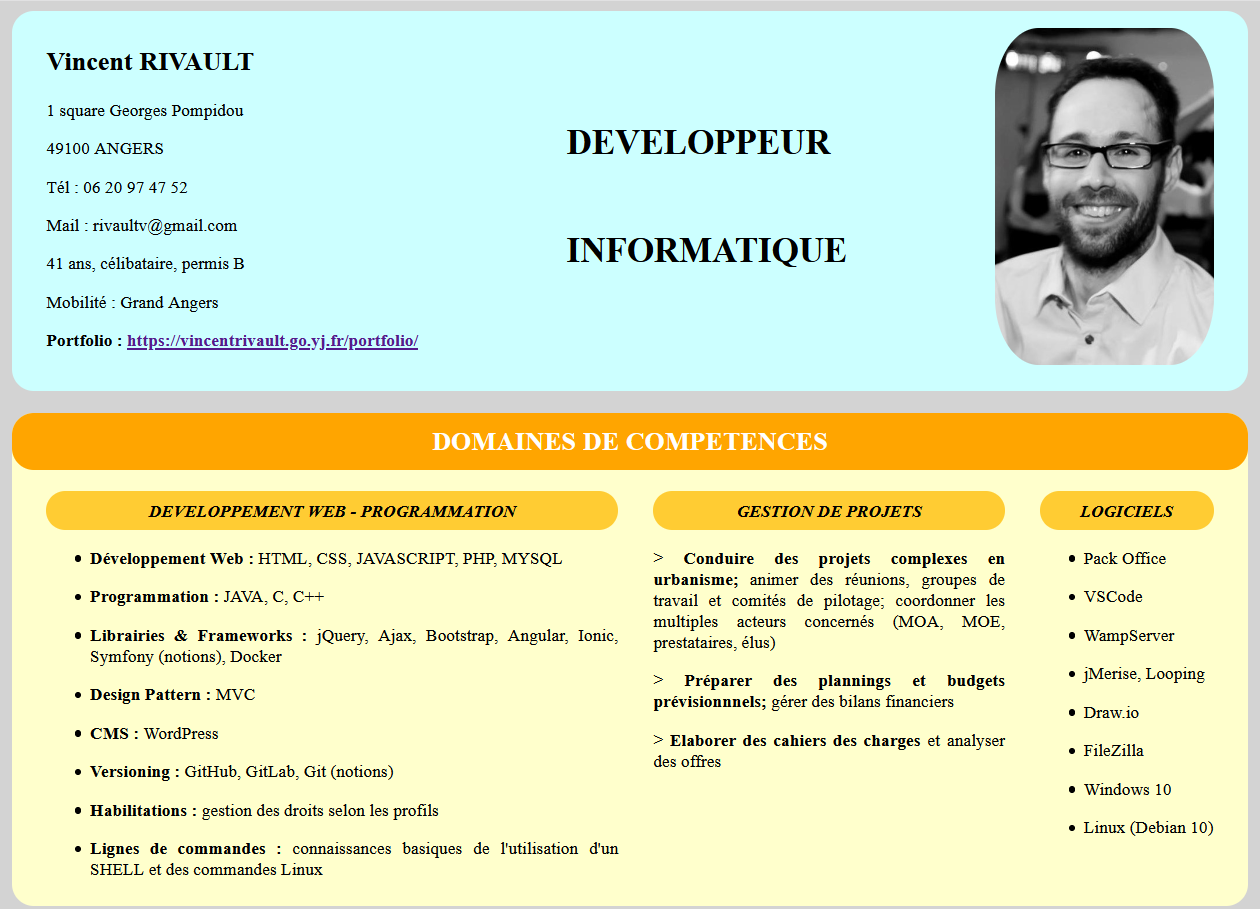 Vincent RIVAULT
1 square Georges Pompidou
49100 ANGERS
Tél : 06 20 97 47 52
Mail : rivaultv@gmail.com
41 ans, célibataire, permis B
Mobilité : Grand Angers
Portfolio : https://vincentrivault.go.yj.fr/portfolio/
DEVELOPPEUR
INFORMATIQUE
DOMAINES DE COMPETENCES
DEVELOPPEMENT WEB - PROGRAMMATION
• Développement Web : HTML, CSS, JAVASCRIPT, PHP, MYSQL
• Programmation : JAVA, C, C++
• Librairies & Frameworks : jQuery, Ajax, Bootstrap, Angular, Ionic,
Symfony (notions), Docker
• Design Pattern : MVC
• CMS : WordPress
• Versioning : GitHub, GitLab, Git (notions)
• Habilitations : gestion des droits selon les profils
• Lignes de commandes : connaissances basiques de l'utilisation d'un
SHELL et des commandes Linux
GESTION DE PROJETS
> Conduire des projets complexes en
urbanisme; animer des réunions, groupes de
travail et comités de pilotage; coordonner les
multiples acteurs concernés (MOA, MOE,
prestataires, élus)
> Préparer des plannings et budgets
prévisionnnels; gérer des bilans financiers
> Elaborer des cahiers des charges et analyser
des offres
LOGICIELS
• Pack Office
• VSCode
• WampServer
• jMerise, Looping
• Draw.io
• FileZilla
• Windows 10
• Linux (Debian 10)